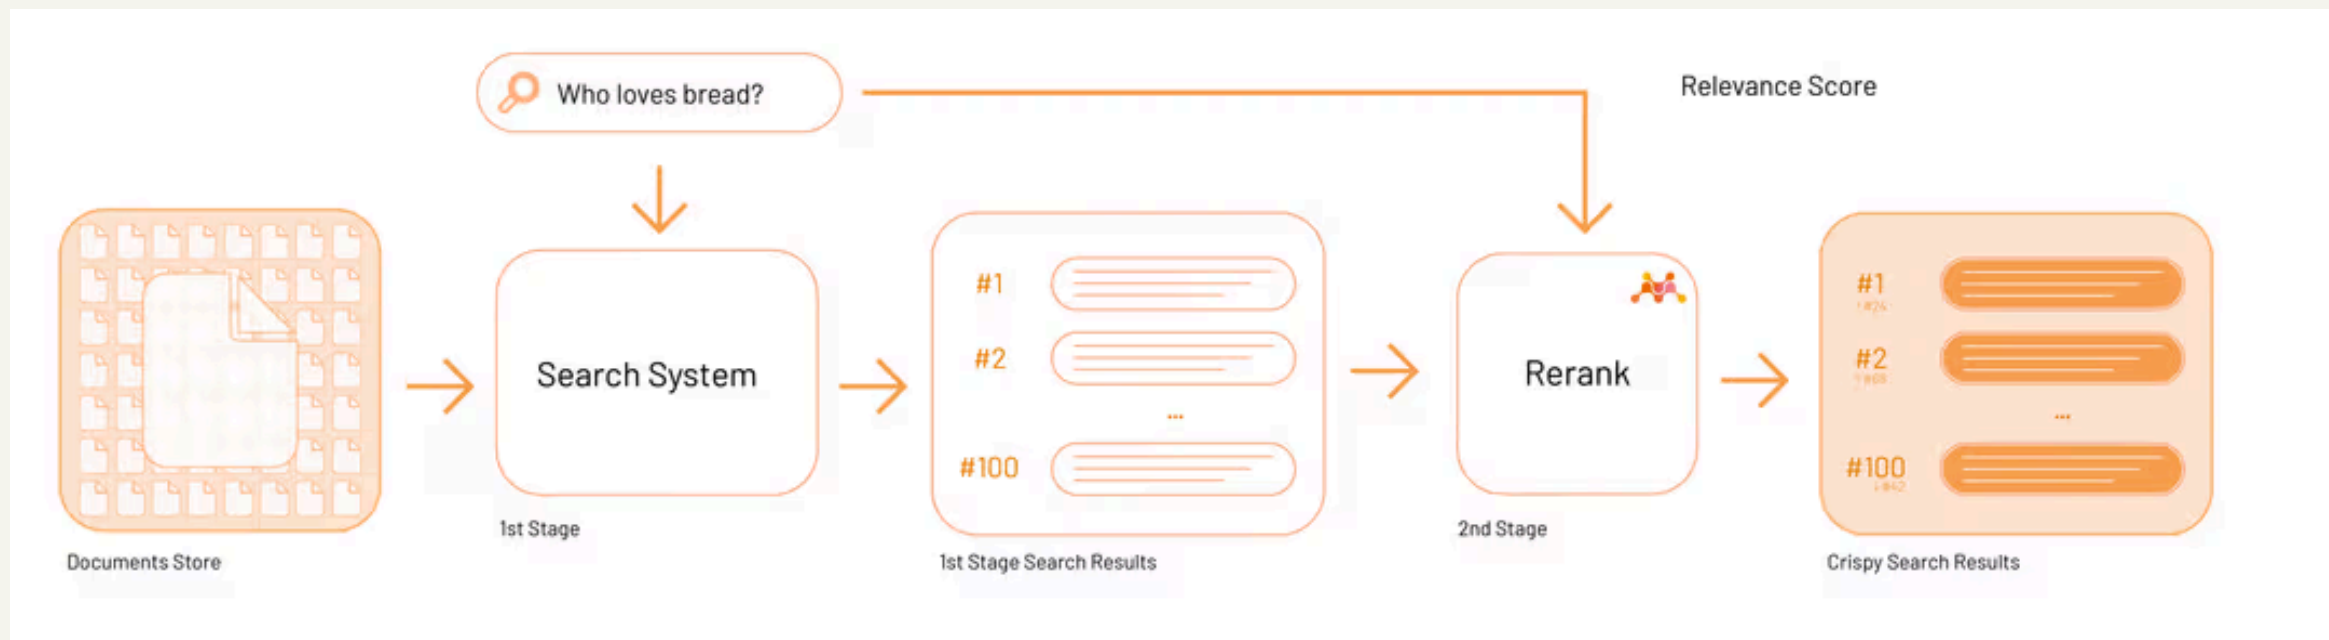 Who loves bread?
Relevance Score
Search System
1st Stage
Documents Store
#1
#2
...
#100
1st Stage Search Results
Rerank
2nd Stage
#1
#2
...
#100
Crispy Search Results